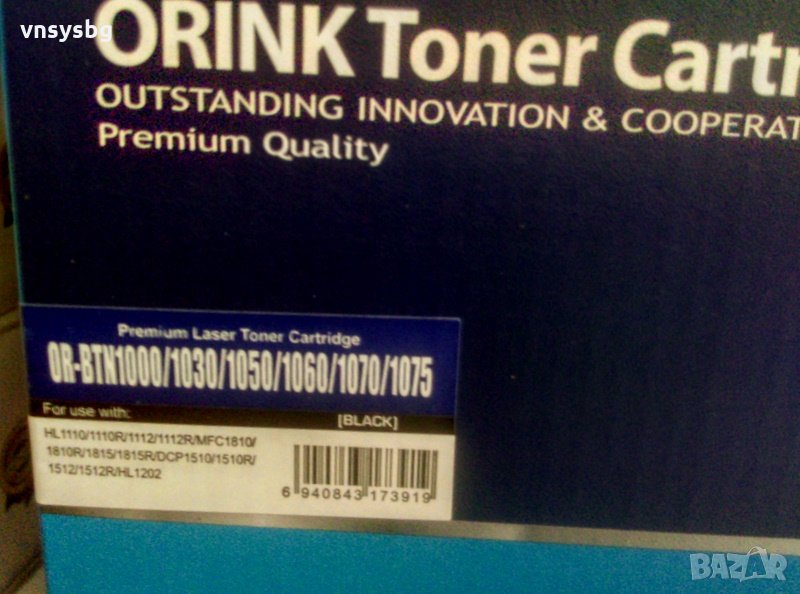 vnsysbg
ORINK Toner Cartr
OUTSTANDING INNOVATION & COOPERAT
Premium Quality
Premium Laser Toner Cartridge
OR-BTN1000/1030/1050/1060/1070/1075
For use with:
[BLACK]
HL1110/1110R/1112/1112R/MFC1810/
1810R/1815/1815R/DCP1510/1510R/
1512/1512R/HL1202
6 940843 173919
BAZAR